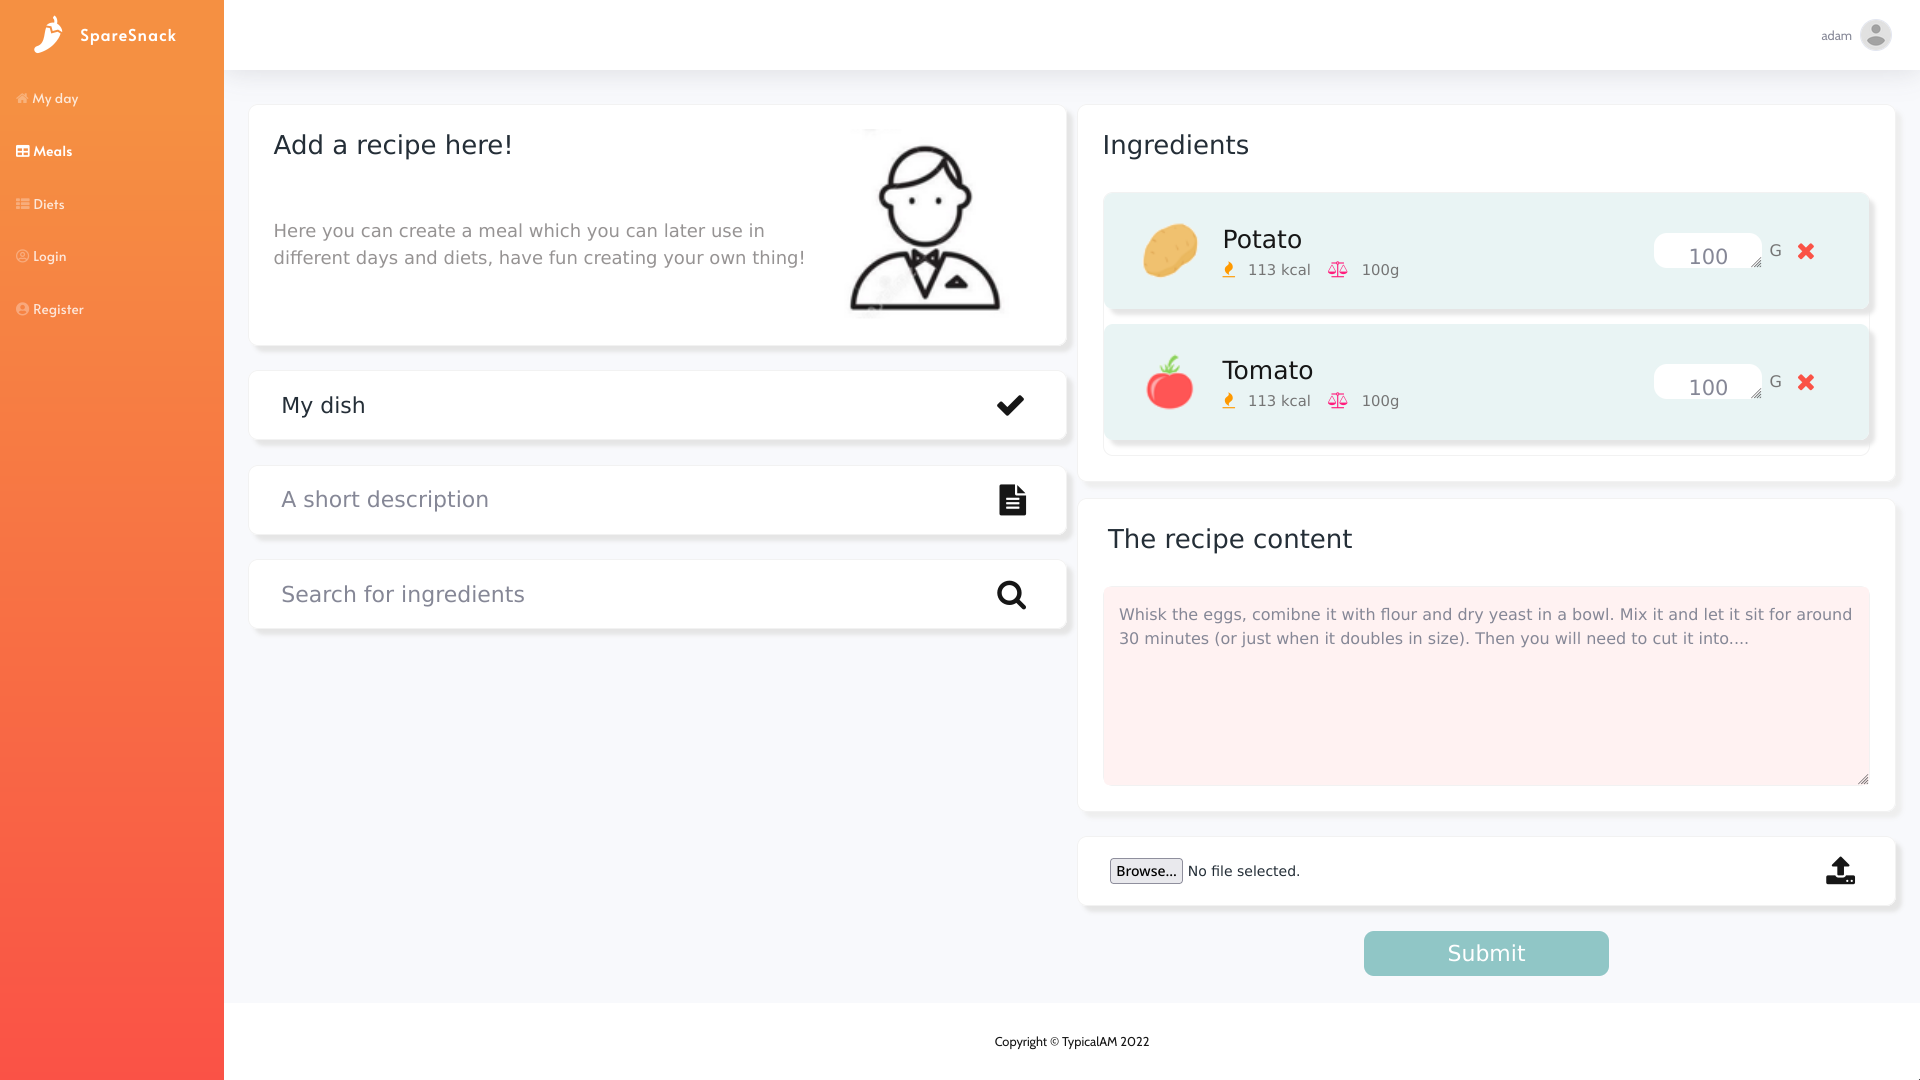 SpareSnack
adam
My day
Meals
Diets
Login
Register
Add a recipe here!
Here you can create a meal which you can later use in
different days and diets, have fun creating your own thing!
My dish
A short description
Search for ingredients
Ingredients
Potato
113 kcal 100g
100 G
Tomato
113 kcal 100g
100 G
The recipe content
Whisk the eggs, comibne it with flour and dry yeast in a bowl. Mix it and let it sit for around
30 minutes (or just when it doubles in size). Then you will need to cut it into....
Browse... No file selected.
Submit
Copyright © TypicalAM 2022